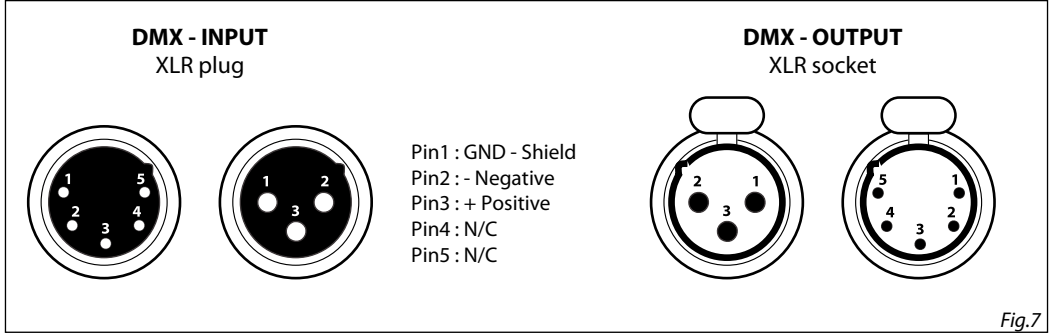 DMX - INPUT
XLR plug
DMX - OUTPUT
XLR socket
1
5
2
4
3
1
2
3
Pin1 : GND - Shield
Pin2 : - Negative
Pin3 : + Positive
Pin4 : N/C
Pin5 : N/C
2
1
3
5
1
4
2
3
Fig.7